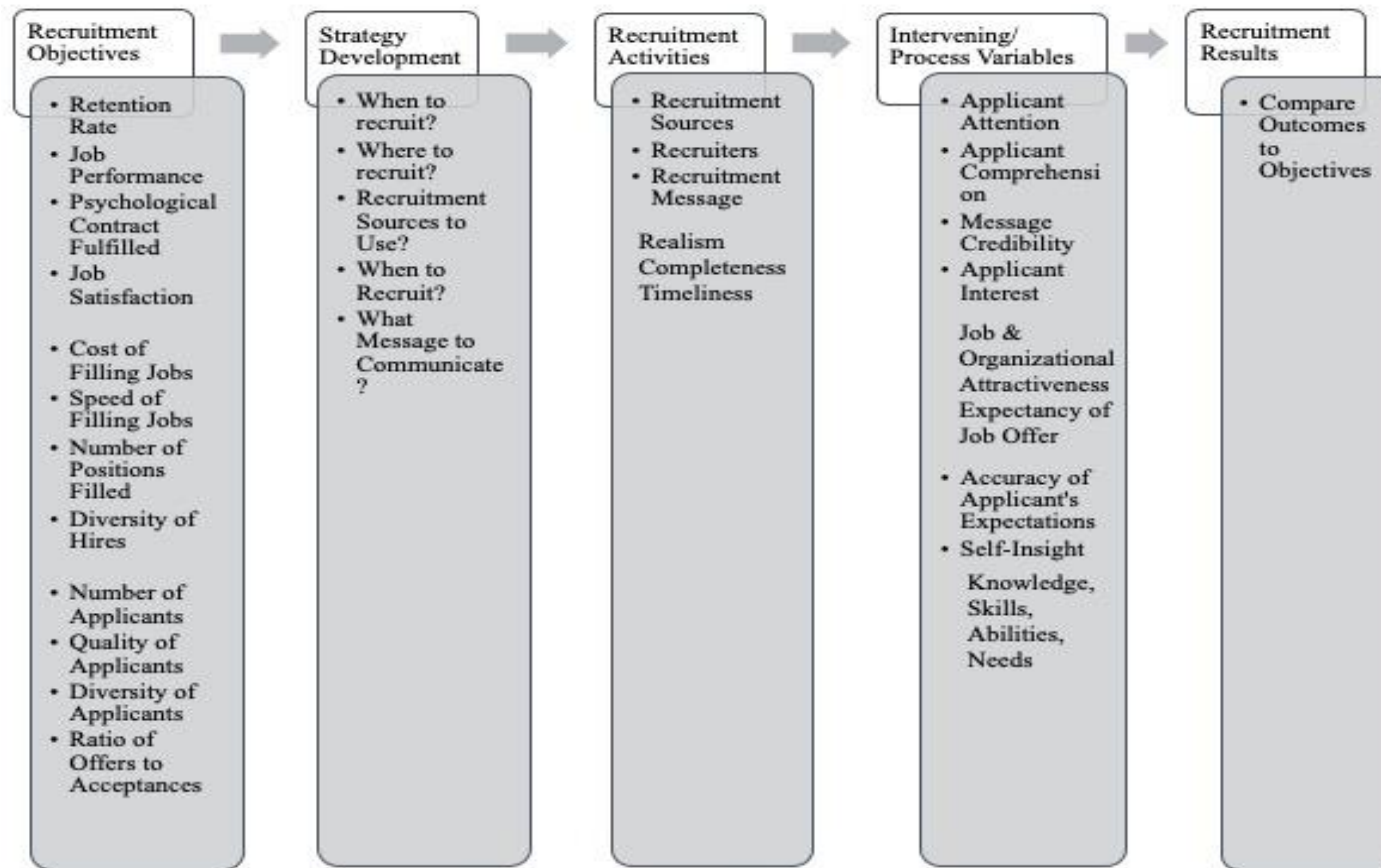 Recruitment
Objectives
• Retention
Rate
• Job
Performance
• Psychological
Contract
Fulfilled
• Job
Satisfaction
• Cost of
Filling Jobs
• Speed of
Filling Jobs
• Number of
Positions
Filled
• Diversity of
Hires
• Number of
Applicants
• Quality of
Applicants
• Diversity of
Applicants
• Ratio of
Offers to
Acceptances
Strategy
Development
• When to
recruit?
• Where to
recruit?
• Recruitment
Sources to
Use?
• When to
Recruit?
• What
Message to
Communicate
?
Recruitment
Activities
• Recruitment
Sources
• Recruiters
• Recruitment
Message
Realism
Completeness
Timeliness
Intervening/
Process Variables
• Applicant
Attention
• Applicant
Comprehensi
on
• Message
Credibility
• Applicant
Interest
Job &
Organizational
Attractiveness
Expectancy of
Job Offer
• Accuracy of
Applicant's
Expectations
• Self-Insight
Knowledge,
Skills,
Abilities,
Needs
Recruitment
Results
• Compare
Outcomes
to
Objectives